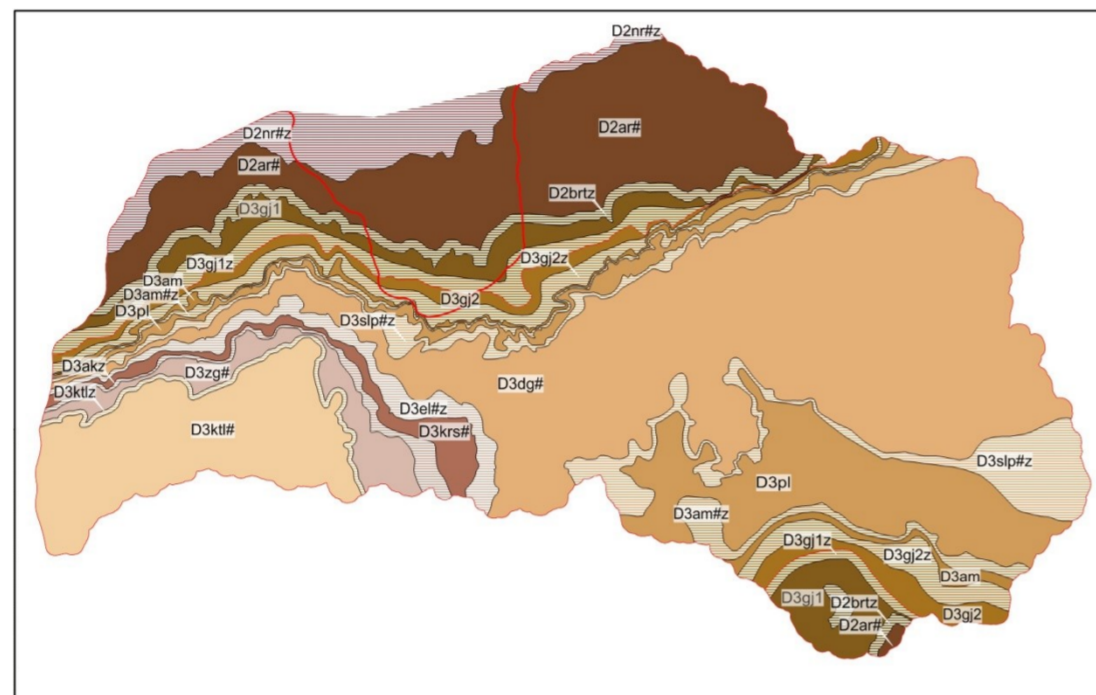 D2nr#z
D2nr#z
D2ar#
D2ar#
D2brtz
D3gj1
D3gj1z
D3gj2z
D3am
D3am#z
D3gj2
D3pl
D3slp#z
D3akz
D3zg#
D3dg#
D3ktlz
D3el#z
D3ktl#
D3krs#
D3slp#z
D3pl
D3am#z
D3gj1z
D3gj2z
D3am
D3gj1
D2brtz
D3gj2
D2ar#